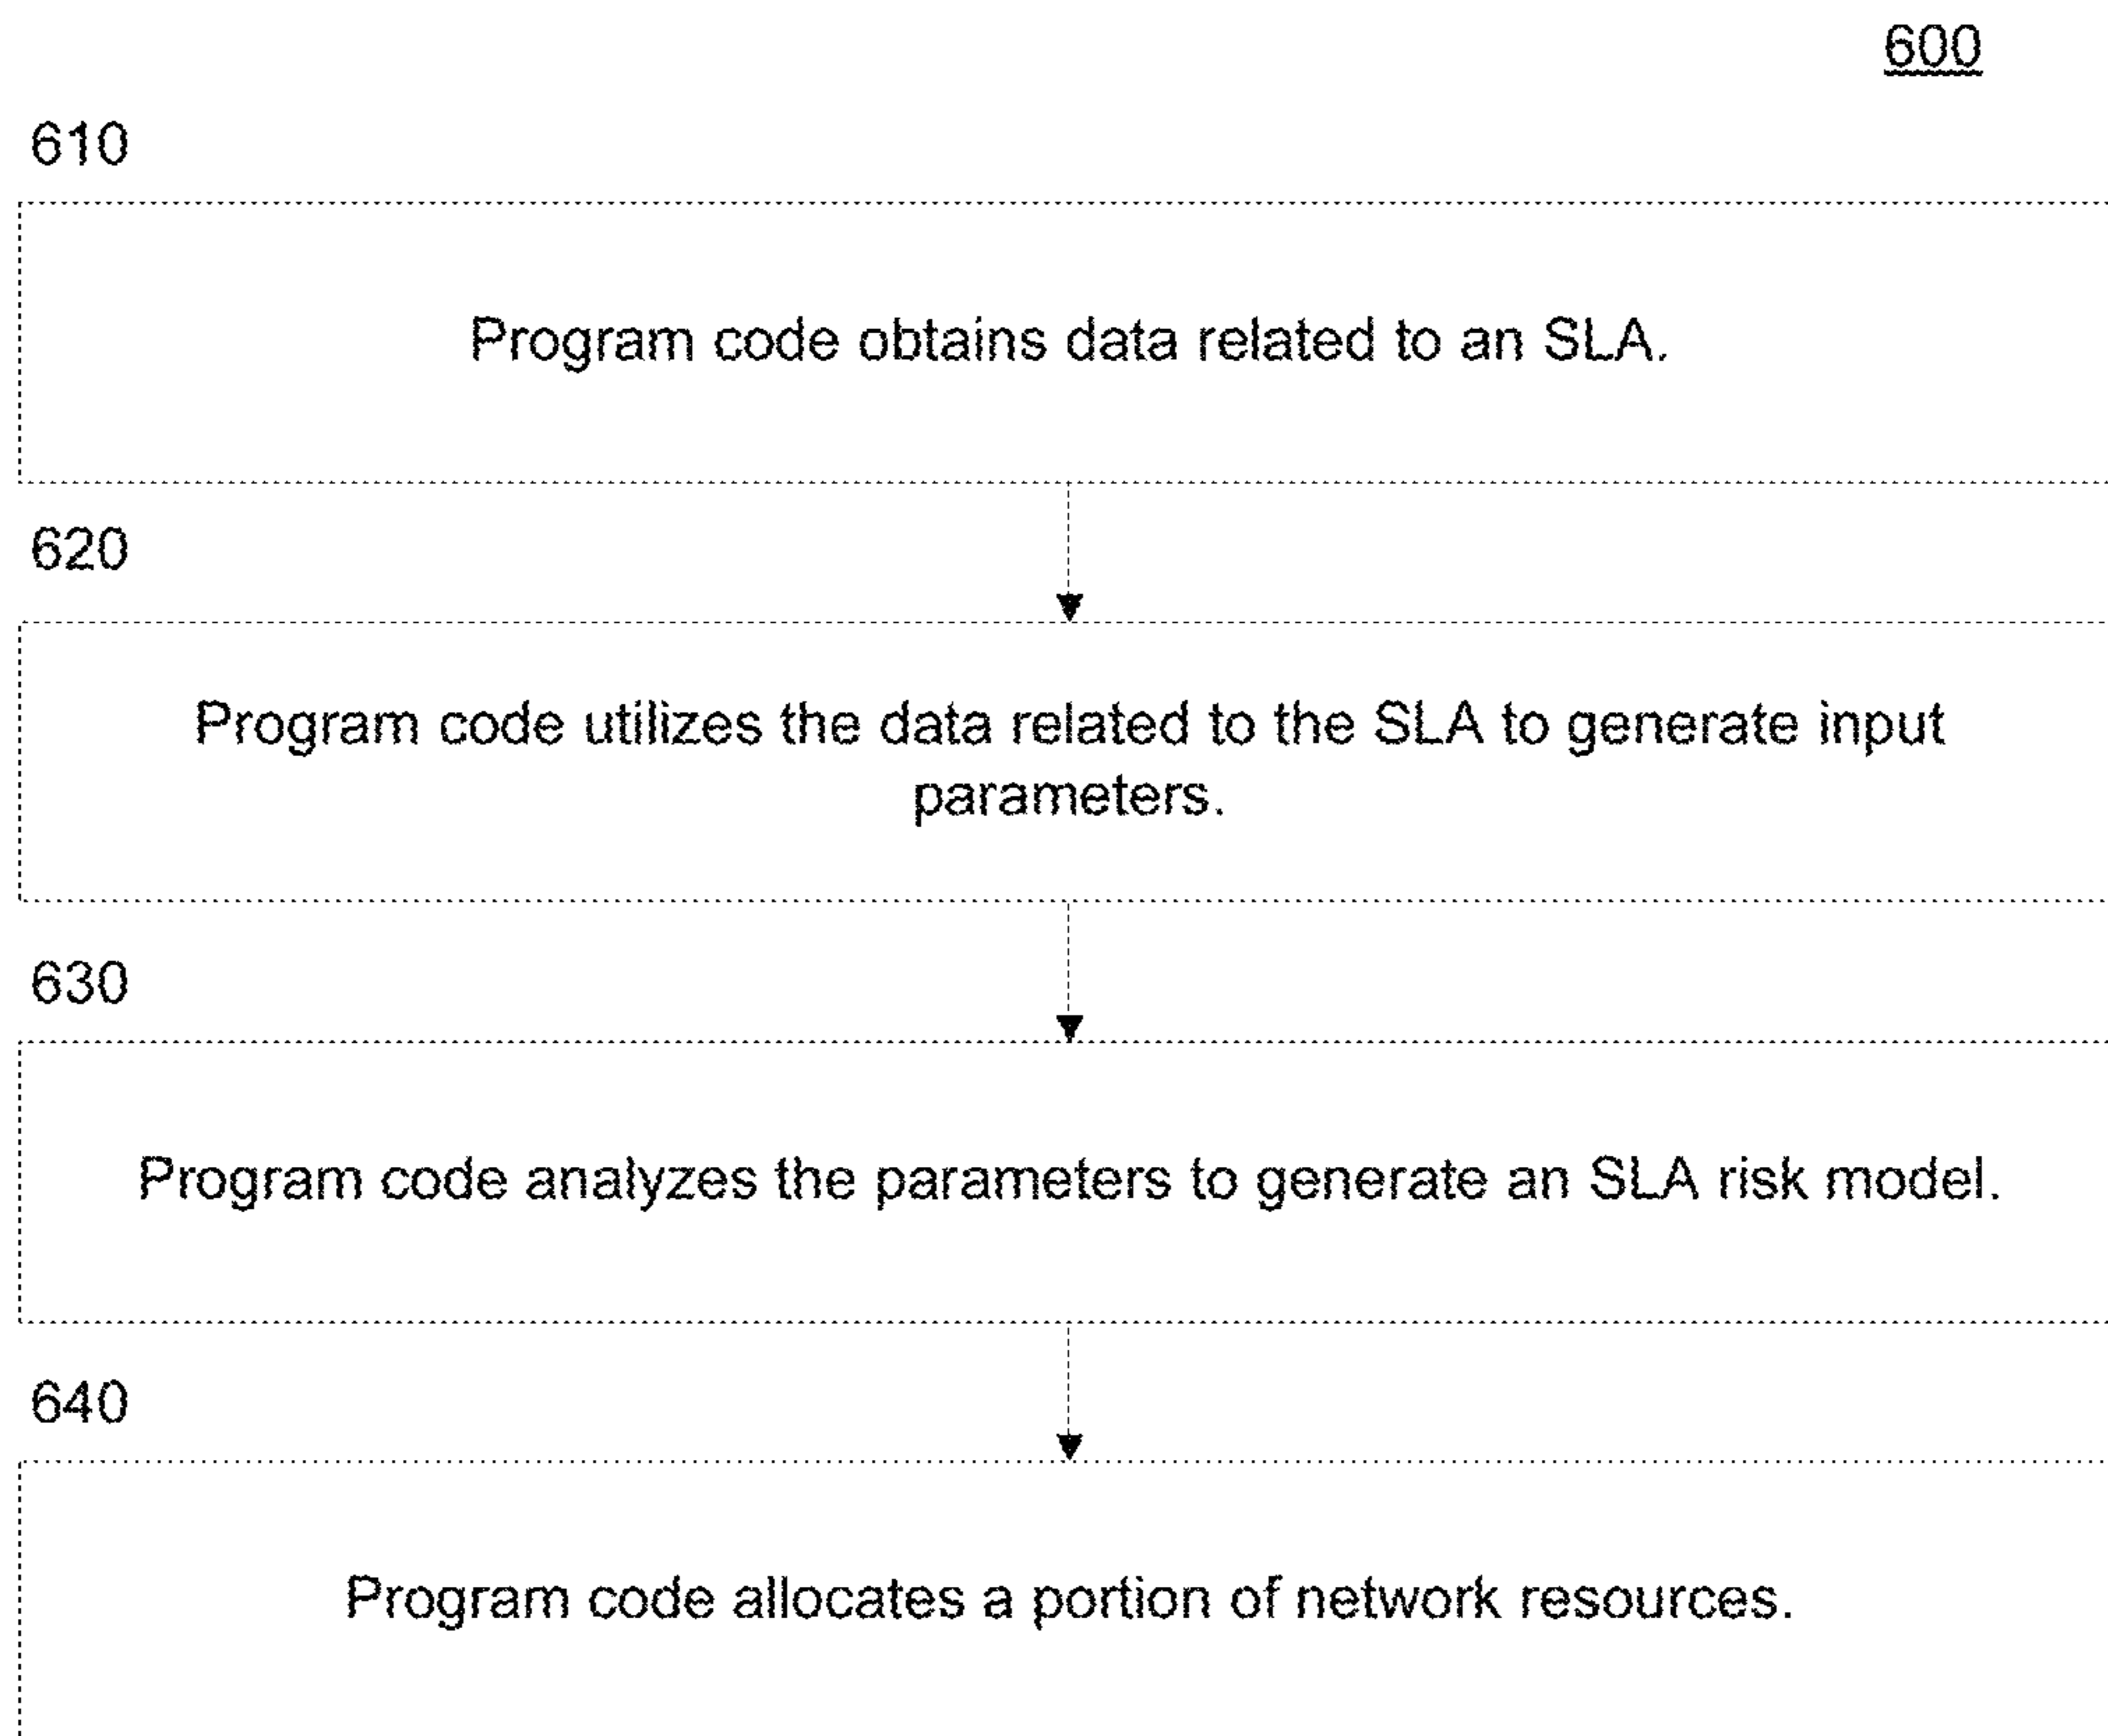 600
610
Program code obtains data related to an SLA.
620
Program code utilizes the data related to the SLA to generate input
parameters.
630
Program code analyzes the parameters to generate an SLA risk model.
640
Program code allocates a portion of network resources.